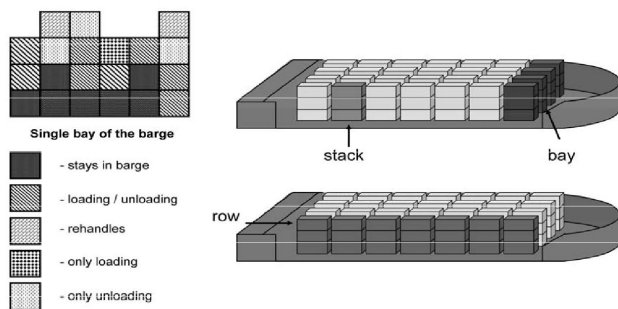 Single bay of the barge
- stays in barge
- loading / unloading
- rehandles
- only loading
- only unloading
stack
bay
row